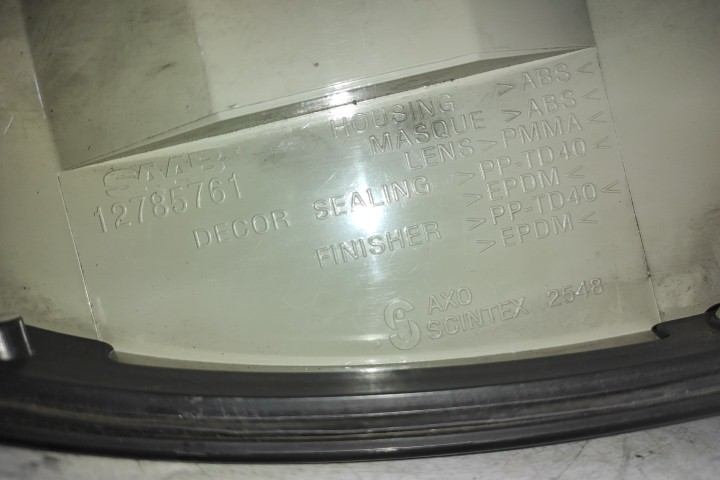 SAAB
12785761
HOUSING >ABS<
MASQUE >ABS<
LENS >PMMA<
DECOR >PP-TD40<
SEALING >EPDM<
FINISHER >PP-TD40<
>EPDM<
AXO
SCINTEX 2548